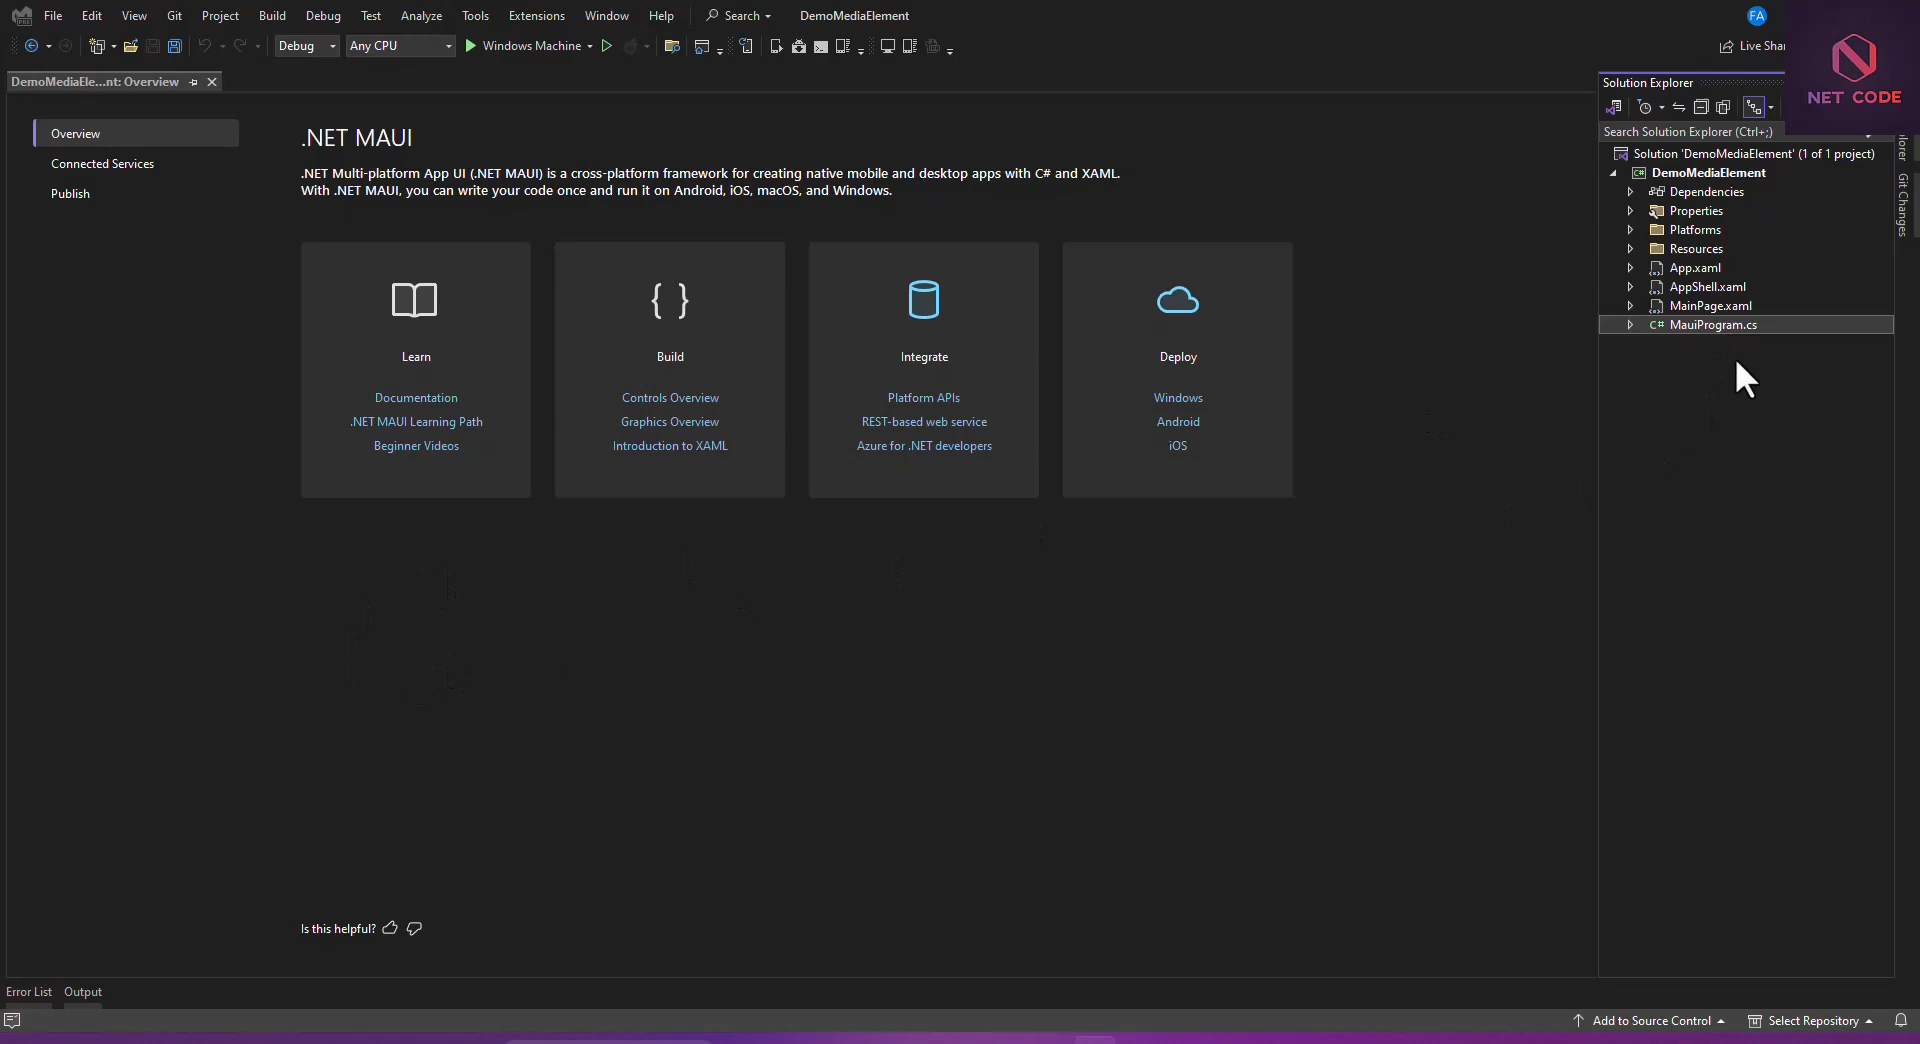 File Edit View Git Project Build Debug Test Analyze Tools Extensions Window Help Search DemoMediaElement FA
Debug Any CPU Windows Machine Live Shar
NET CODE
DemoMediaEle...nt: Overview
Overview
Connected Services
Publish
.NET MAUI
.NET Multi-platform App UI (.NET MAUI) is a cross-platform framework for creating native mobile and desktop apps with C# and XAML.
With .NET MAUI, you can write your code once and run it on Android, iOS, macOS, and Windows.
Learn
Documentation
.NET MAUI Learning Path
Beginner Videos
{ }
Build
Controls Overview
Graphics Overview
Introduction to XAML
Integrate
Platform APIs
REST-based web service
Azure for .NET developers
Deploy
Windows
Android
iOS
Is this helpful?
Solution Explorer
Search Solution Explorer (Ctrl+;)
Solution 'DemoMediaElement' (1 of 1 project)
C# DemoMediaElement
Dependencies
Properties
Platforms
Resources
App.xaml
AppShell.xaml
MainPage.xaml
C# MauiProgram.cs
Git Changes
Error List Output
Add to Source Control Select Repository